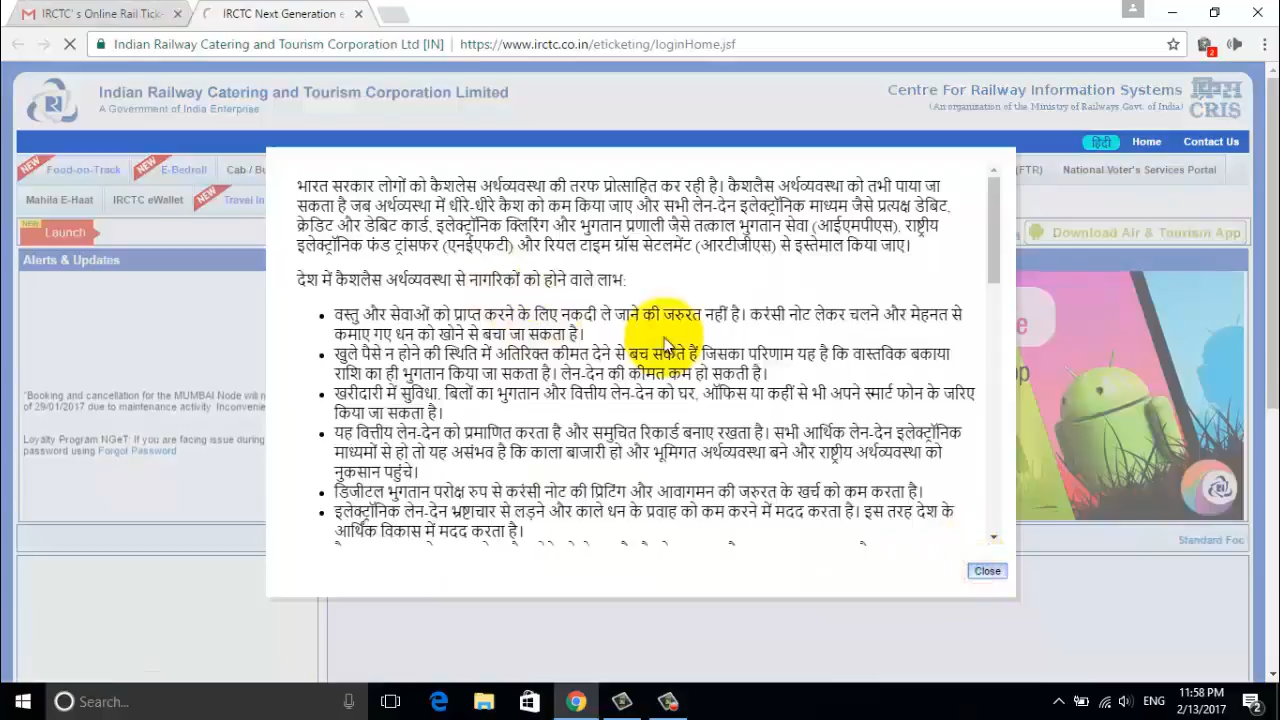 IRCTC' s Online Rail Tick
IRCTC Next Generation e
Indian Railway Catering and Tourism Corporation Ltd [IN]
https://www.irctc.co.in/eticketing/loginHome.jsf
2
Indian Railway Catering and Tourism Corporation Limited
A Government of India Enterprise
Centre For Railway Information Systems
(An organization of the Ministry of Railways Govt. of India)
CRIS
हिंदी
Home
Contact Us
NEW
Food-on-Track
NEW
E-Bedroll
Cab / Bu
(FTR)
National Voter's Services Portal
Mahila E-Haat
IRCTC eWallet
NEW
Travel In
Launch
Download Air & Tourism App
Alerts & Updates
*Booking and cancellation for the MUMBAI Node will n
of 29/01/2017 due to maintenance activity. Inconvenie
Loyalty Program NGeT: If you are facing issue during
password using Forgot Password
भारत सरकार लोगों को कैशलेस अर्थव्यवस्था की तरफ प्रोत्साहित कर रही है। कैशलैस अर्थव्यवस्था को तभी पाया जा
सकता है जब अर्थव्यवस्था में धीरे-धीरे कैश को कम किया जाए और सभी लेन-देन इलेक्ट्रॉनिक माध्यम जैसे प्रत्यक्ष डेबिट,
क्रेडिट और डेबिट कार्ड, इलेक्ट्रॉनिक क्लिरिंग और भुगतान प्रणाली जैसे तत्काल भुगतान सेवा (आईएमपीएस), राष्ट्रीय
इलेक्ट्रॉनिक फंड ट्रांसफर (एनईएफटी) और रियल टाइम ग्रॉस सेटलमेंट (आरटीजीएस) से इस्तेमाल किया जाए।
देश में कैशलैस अर्थव्यवस्था से नागरिकों को होने वाले लाभ:
• वस्तु और सेवाओं को प्राप्त करने के लिए नकदी ले जाने की जरुरत नहीं है। करंसी नोट लेकर चलने और मेहनत से
कमाए गए धन को खोने से बचा जा सकता है।
• खुले पैसे न होने की स्थिति में अतिरिक्त कीमत देने से बच सकते हैं जिसका परिणाम यह है कि वास्तविक बकाया
राशि का ही भुगतान किया जा सकता है। लेन-देन की कीमत कम हो सकती है।
• खरीदारी में सुविधा, बिलों का भुगतान और वित्तीय लेन-देन को घर, ऑफिस या कहीं से भी अपने स्मार्ट फोन के जरिए
किया जा सकता है।
• यह वित्तीय लेन-देन को प्रमाणित करता है और समुचित रिकार्ड बनाए रखता है। सभी आर्थिक लेन-देन इलेक्ट्रॉनिक
माध्यमों से हो तो यह असंभव है कि काला बाजारी हो और भूमिगत अर्थव्यवस्था बने और राष्ट्रीय अर्थव्यवस्था को
नुकसान पहुंचे।
• डिजीटल भुगतान परोक्ष रुप से करंसी नोट की प्रिटिंग और आवागमन की जरुरत के खर्च को कम करता है।
• इलेक्ट्रॉनिक लेन-देन भ्रष्टाचार से लड़ने और काले धन के प्रवाह को कम करने में मदद करता है। इस तरह देश के
आर्थिक विकास में मदद करता है।
Close
Standard Foc
Search...
ENG
11:58 PM
2/13/2017
2